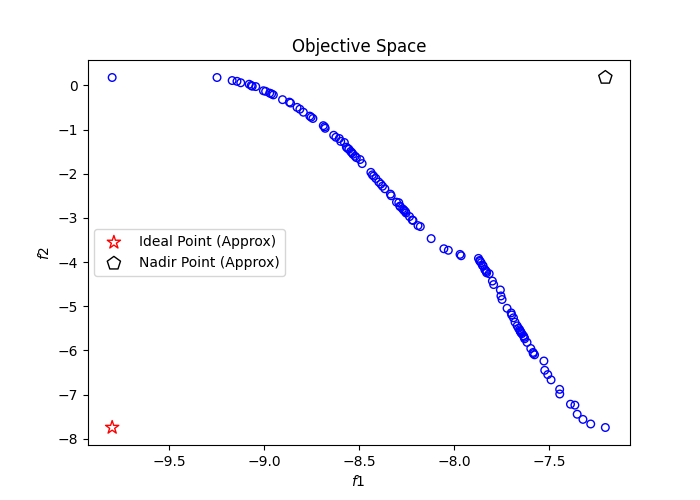 Objective Space
0
−1
−2
−3
−4
−5
−6
−7
−8
f2
Ideal Point (Approx)
Nadir Point (Approx)
−9.5 −9.0 −8.5 −8.0 −7.5
f1